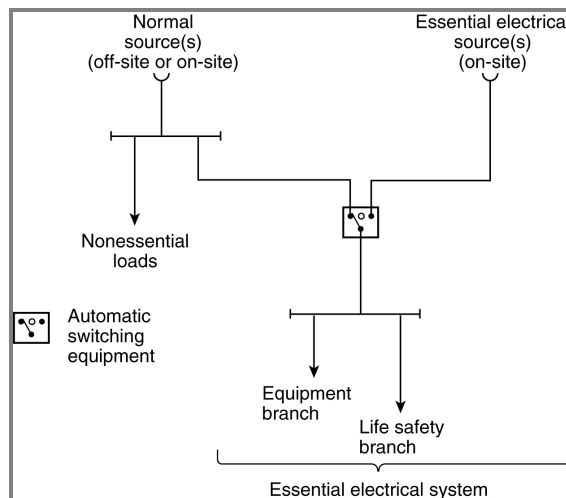 Normal
source(s)
(off-site or on-site)
Essential electrica
source(s)
(on-site)
Nonessential
loads
Automatic
switching
equipment
Equipment
branch
Life safety
branch
Essential electrical system